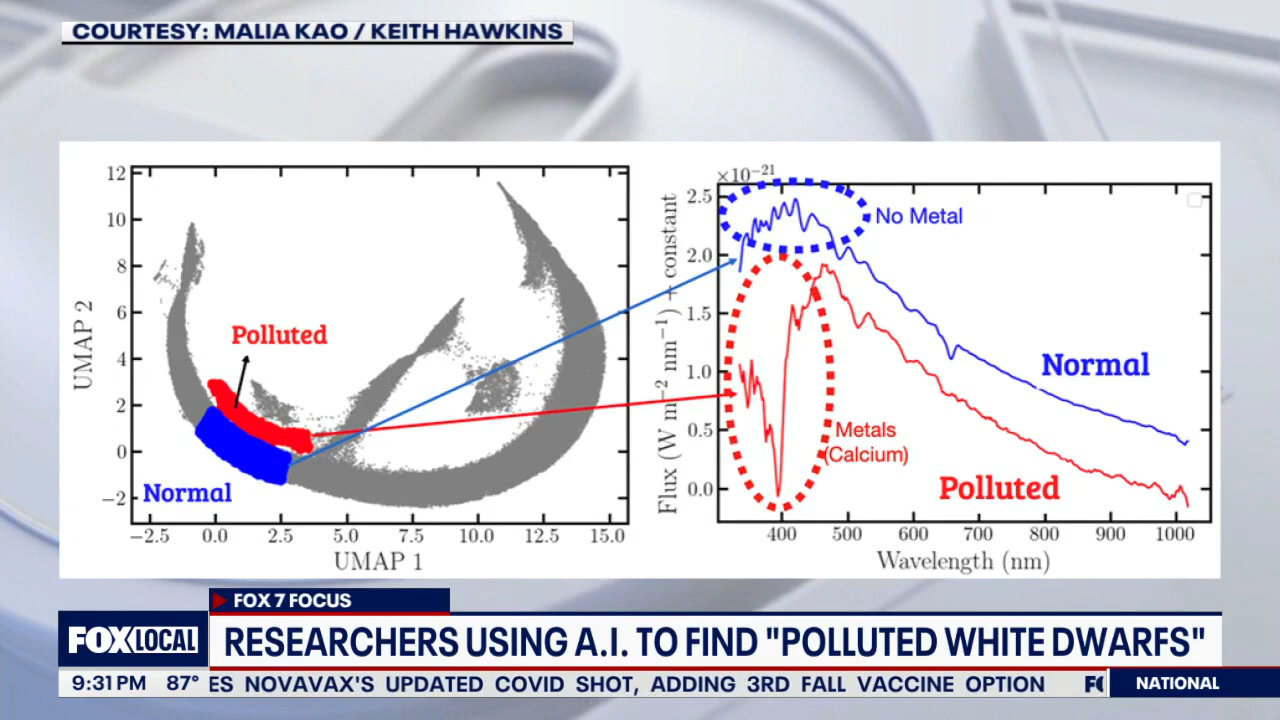 COURTESY: MALIA KAO / KEITH HAWKINS
12
10
8
6
4
2
0
−2
UMAP 2
−2.5 0.0 2.5 5.0 7.5 10.0 12.5 15.0
UMAP 1
Polluted
Normal
×10−21
2.5
2.0
1.5
1.0
0.5
0.0
Flux (W m−2 nm−1) + constant
No Metal
Normal
Metals
(Calcium)
Polluted
400 500 600 700 800 900 1000
Wavelength (nm)
FOX 7 FOCUS
FOX LOCAL
RESEARCHERS USING A.I. TO FIND "POLLUTED WHITE DWARFS"
9:31 PM 87° ES NOVAVAX'S UPDATED COVID SHOT, ADDING 3RD FALL VACCINE OPTION
NATIONAL